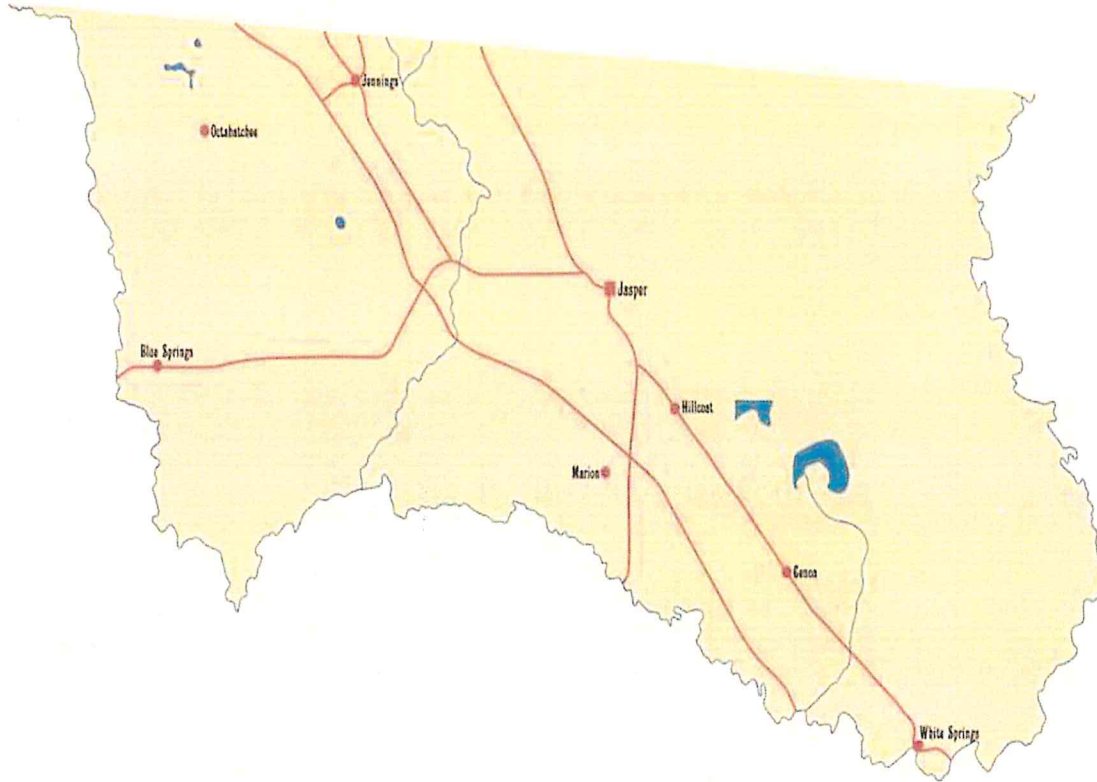 Jennings
Octahatchee
Jasper
Blue Springs
Hillcoat
Marion
Genoa
White Springs